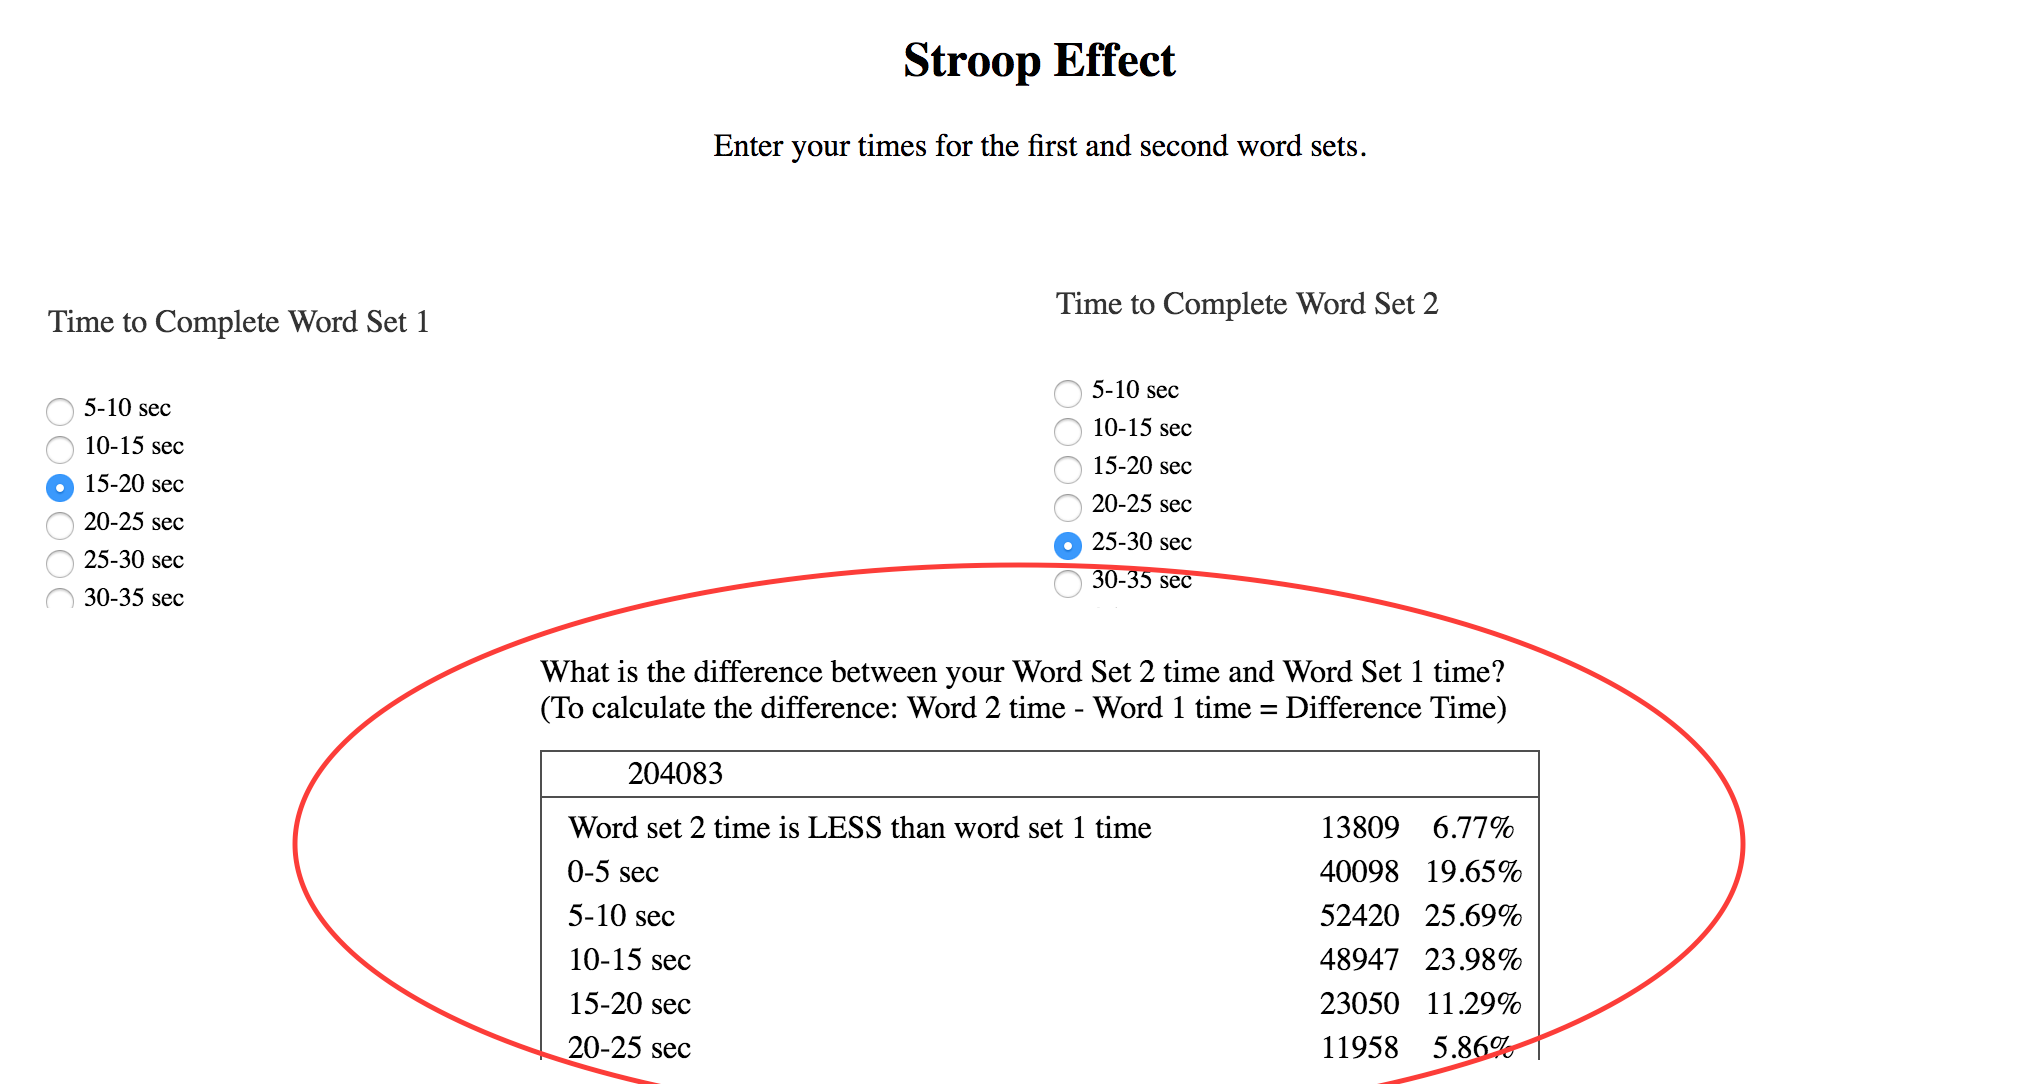 Stroop Effect
Enter your times for the first and second word sets.
Time to Complete Word Set 1
5-10 sec
10-15 sec
15-20 sec
20-25 sec
25-30 sec
30-35 sec
Time to Complete Word Set 2
5-10 sec
10-15 sec
15-20 sec
20-25 sec
25-30 sec
30-35 sec
What is the difference between your Word Set 2 time and Word Set 1 time?
(To calculate the difference: Word 2 time - Word 1 time = Difference Time)
204083
Word set 2 time is LESS than word set 1 time 13809 6.77%
0-5 sec 40098 19.65%
5-10 sec 52420 25.69%
10-15 sec 48947 23.98%
15-20 sec 23050 11.29%
20-25 sec 11958 5.86%